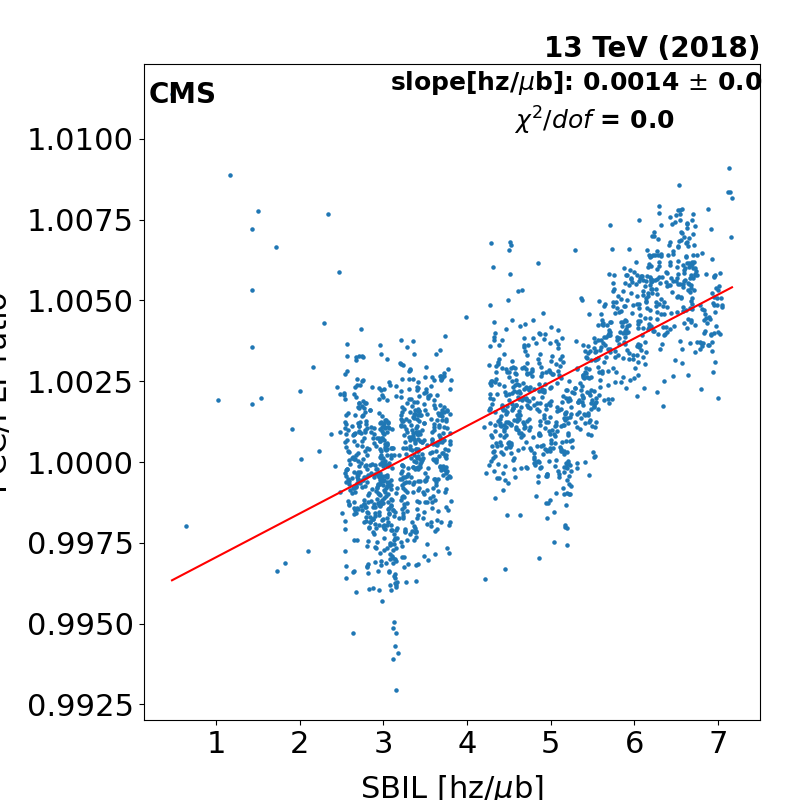 13 TeV (2018)
CMS
slope[hz/μb]: 0.0014 ± 0.0
χ²/dof = 0.0
1.0100
1.0075
1.0050
1.0025
1.0000
0.9975
0.9950
0.9925
1 2 3 4 5 6 7
SBIL [hz/μb]